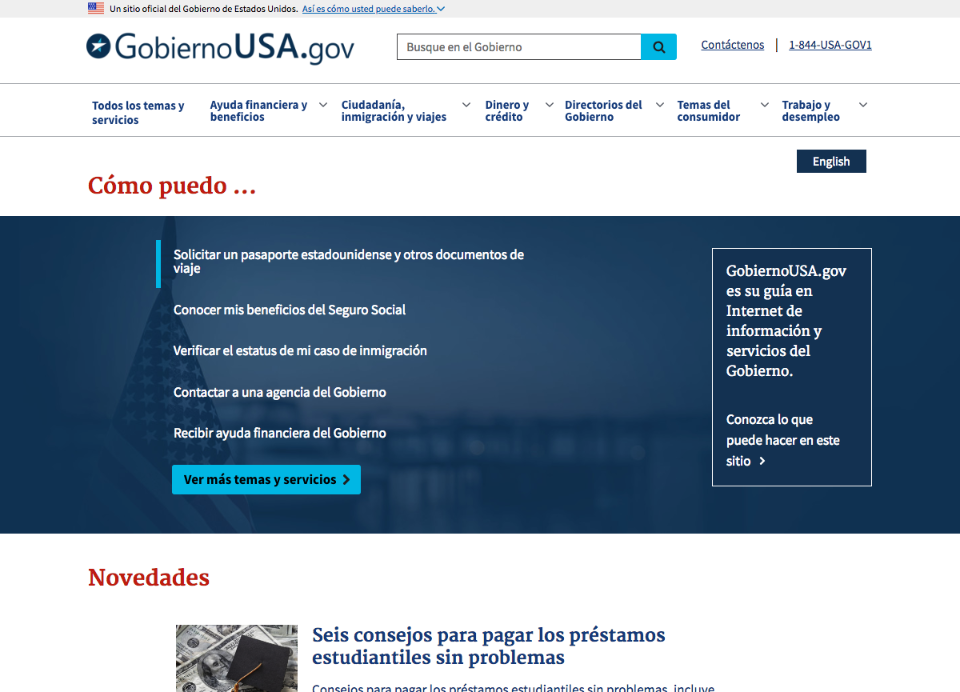 Un sitio oficial del Gobierno de Estados Unidos. Así es cómo usted puede saberlo.
GobiernoUSA.gov
Busque en el Gobierno
Contáctenos
1-844-USA-GOV1
Todos los temas y
servicios
Ayuda financiera y
beneficios
Ciudadanía,
inmigración y viajes
Dinero y
crédito
Directorios del
Gobierno
Temas del
consumidor
Trabajo y
desempleo
English
Cómo puedo ...
Solicitar un pasaporte estadounidense y otros documentos de
viaje
Conocer mis beneficios del Seguro Social
Verificar el estatus de mi caso de inmigración
Contactar a una agencia del Gobierno
Recibir ayuda financiera del Gobierno
Ver más temas y servicios
GobiernoUSA.gov
es su guía en
Internet de
información y
servicios del
Gobierno.
Conozca lo que
puede hacer en este
sitio
Novedades
Seis consejos para pagar los préstamos
estudiantiles sin problemas
Consejos para pagar los préstamos estudiantiles sin problemas, incluye